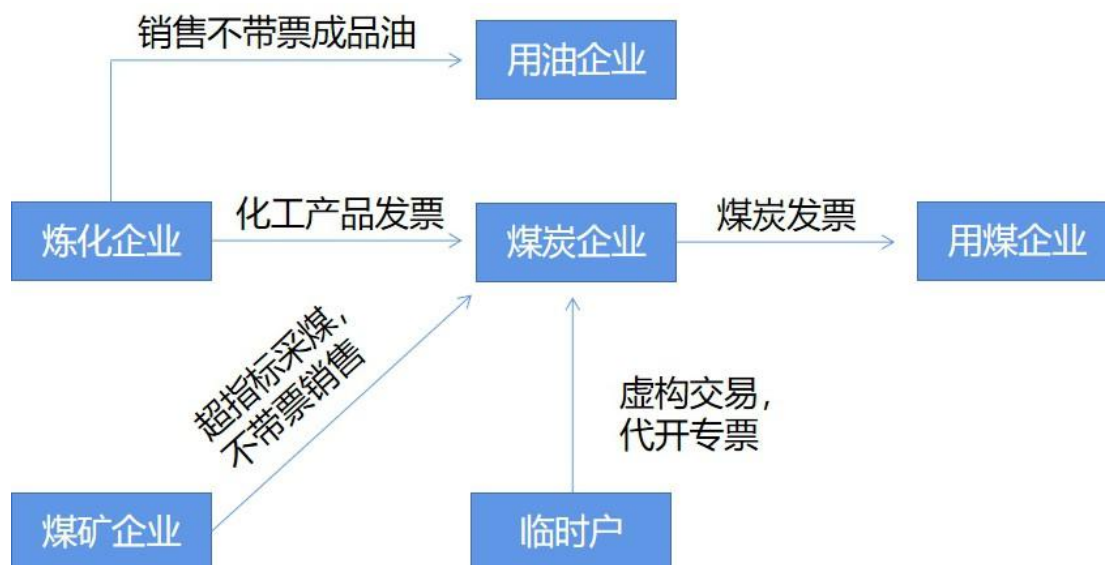 销售不带票成品油
用油企业
炼化企业
化工产品发票
煤炭企业
煤炭发票
用煤企业
超指标采煤,
不带票销售
虚构交易,
代开专票
煤矿企业
临时户